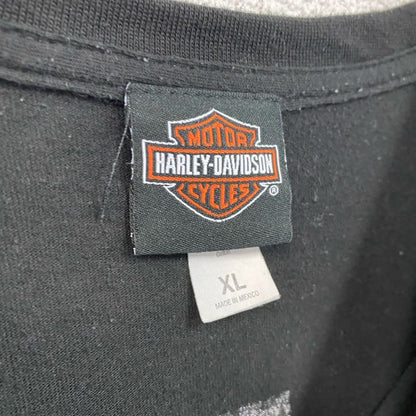 MOTOR
HARLEY-DAVIDSON
CYCLES
®
XL
MADE IN MEXICO